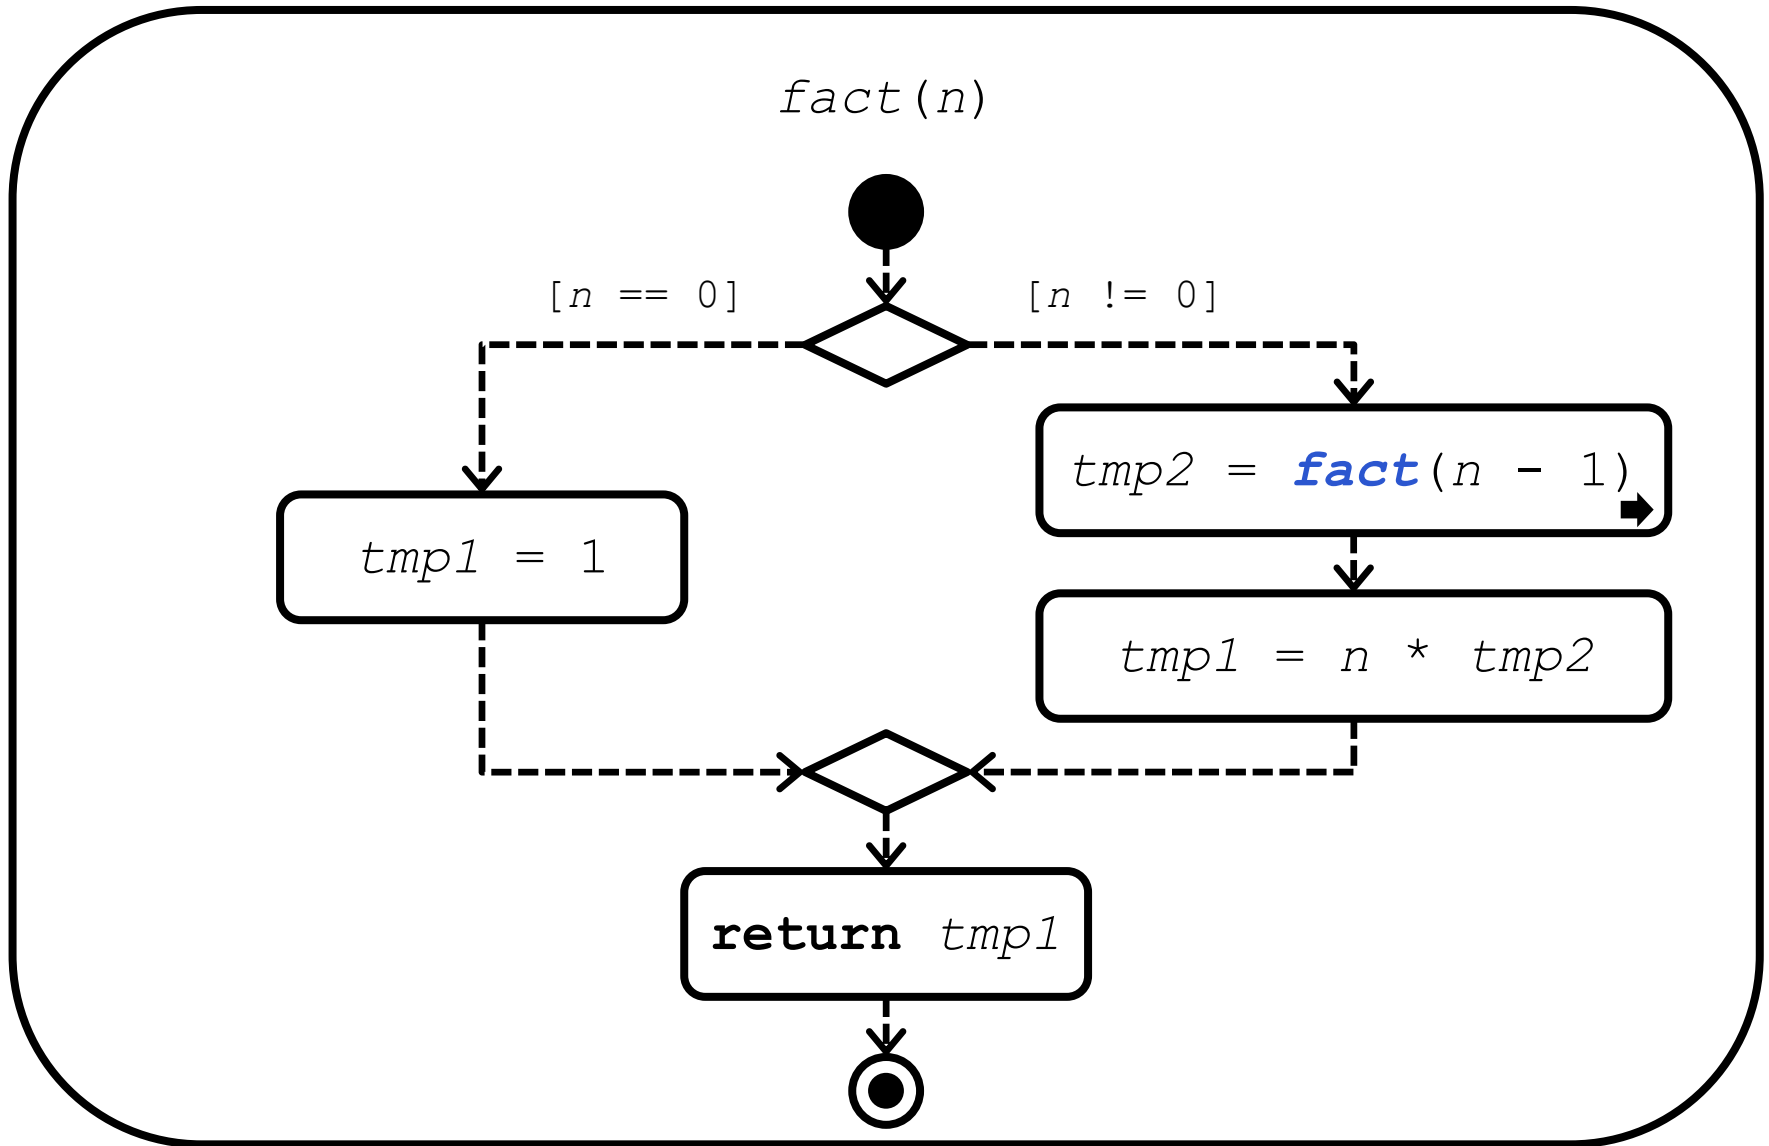 fact(n)
[n == 0]
[n != 0]
tmp2 = fact(n - 1)
tmp1 = 1
tmp1 = n * tmp2
return tmp1